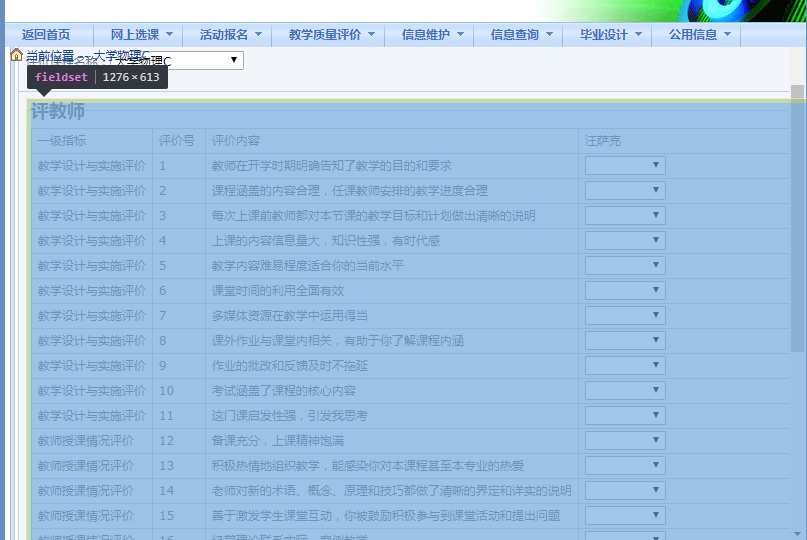 返回首页 网上选课 活动报名 教学质量评价 信息维护 信息查询 毕业设计 公用信息
当前位置 -- 大学物理C
大学物理C
fieldset 1276×613
评教师
一级指标 评价号 评价内容 汪萨克
教学设计与实施评价 1 教师在开学时期明确告知了教学的目的和要求
教学设计与实施评价 2 课程涵盖的内容合理，任课教师安排的教学进度合理
教学设计与实施评价 3 每次上课前教师都对本节课的教学目标和计划做出清晰的说明
教学设计与实施评价 4 上课的内容信息量大，知识性强，有时代感
教学设计与实施评价 5 教学内容难易程度适合你的当前水平
教学设计与实施评价 6 课堂时间的利用全面有效
教学设计与实施评价 7 多媒体资源在教学中运用得当
教学设计与实施评价 8 课外作业与课堂内相关，有助于你了解课程内涵
教学设计与实施评价 9 作业的批改和反馈及时不拖延
教学设计与实施评价 10 考试涵盖了课程的核心内容
教学设计与实施评价 11 这门课启发性强，引发我思考
教师授课情况评价 12 备课充分，上课精神饱满
教师授课情况评价 13 积极热情地组织教学，能感染你对本课程甚至本专业的热爱
教师授课情况评价 14 老师对新的术语、概念、原理和技巧都做了清晰的界定和详实的说明
教师授课情况评价 15 善于激发学生课堂互动，你被鼓励积极参与到课堂活动和提出问题